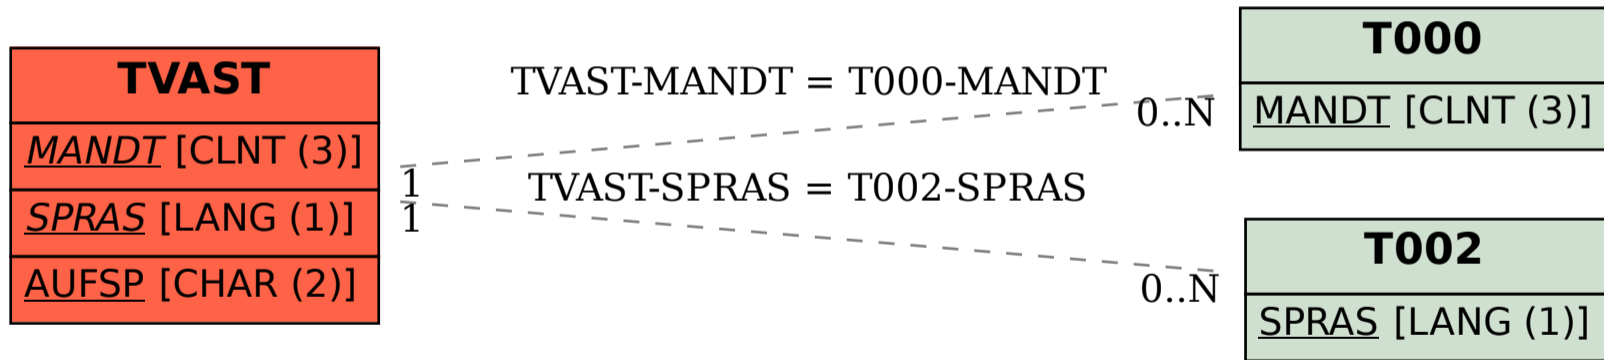 TVAST
MANDT [CLNT (3)]
SPRAS [LANG (1)]
AUFSP [CHAR (2)]
TVAST-MANDT = T000-MANDT
0..N
1
TVAST-SPRAS = T002-SPRAS
1
0..N
T000
MANDT [CLNT (3)]
T002
SPRAS [LANG (1)]